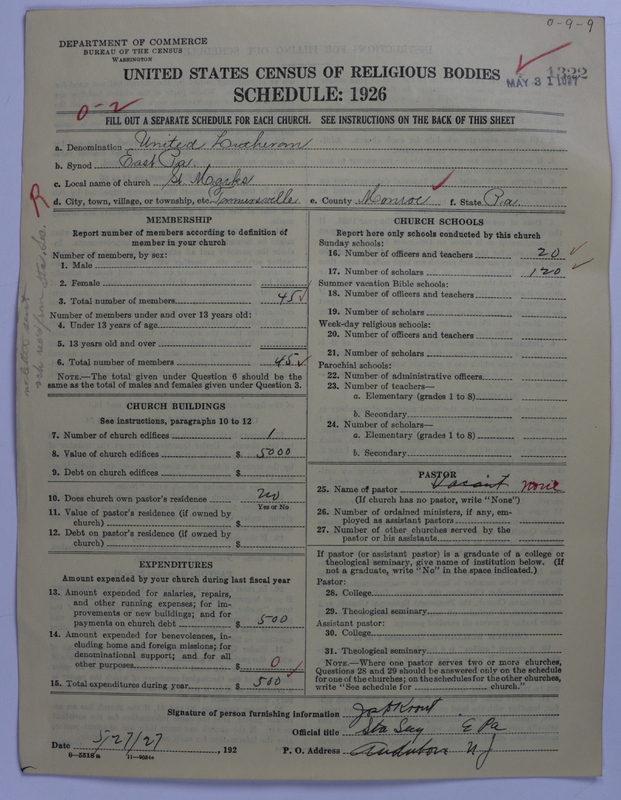 0-9-9
DEPARTMENT OF COMMERCE
BUREAU OF THE CENSUS
WASHINGTON
UNITED STATES CENSUS OF RELIGIOUS BODIES
SCHEDULE: 1926
1322
MAY 31 1927
0-2
FILL OUT A SEPARATE SCHEDULE FOR EACH CHURCH. SEE INSTRUCTIONS ON THE BACK OF THIS SHEET
a. Denomination United Lutheran
b. Synod East Pa.
c. Local name of church St. Marks
d. City, town, village, or township, etc. e. County Monroe f. State Pa
R
MEMBERSHIP
Report number of members according to definition of
member in your church
Number of members, by sex:
1. Male
2. Female
3. Total number of members 45
Number of members under and over 13 years old:
4. Under 13 years of age
5. 13 years old and over
6. Total number of members 45
NOTE.—The total given under Question 6 should be
same as the total of males and females given under Question 3.
CHURCH BUILDINGS
See instructions, paragraphs 10 to 12
7. Number of church edifices 1
8. Value of church edifices $ 5000
9. Debt on church edifices $
10. Does church own pastor's residence No
Yes or No
11. Value of pastor's residence (if owned by
church) $
12. Debt on pastor's residence (if owned by
church) $
EXPENDITURES
Amount expended by your church during last fiscal year
13. Amount expended for salaries, repairs,
and other running expenses; for im-
provements or new buildings; and for
payments on church debt $ 500
14. Amount expended for benevolences, in-
cluding home and foreign missions; for
denominational support; and for all
other purposes $ 0
15. Total expenditures during year $ 500
CHURCH SCHOOLS
Report here only schools conducted by this church
Sunday schools:
16. Number of officers and teachers 20
17. Number of scholars 120
Summer vacation Bible schools:
18. Number of officers and teachers
19. Number of scholars
Week-day religious schools:
20. Number of officers and teachers
21. Number of scholars
Parochial schools:
22. Number of administrative officers
23. Number of teachers—
a. Elementary (grades 1 to 8)
b. Secondary
24. Number of scholars—
a. Elementary (grades 1 to 8)
b. Secondary
PASTOR
25. Name of pastor Vacant none
(If church has no pastor, write "None")
26. Number of ordained ministers, if any, em-
ployed as assistant pastors
27. Number of other churches served by the
pastor or his assistants
If pastor (or assistant pastor) is a graduate of a college or
theological seminary, give name of institution below. (If
not a graduate, write "No" in the space indicated.)
Pastor:
28. College
29. Theological seminary
Assistant pastor:
30. College
31. Theological seminary
NOTE.—Where one pastor serves two or more churches,
Questions 28 and 29 should be answered only on the schedule
for one of the churches; on the schedules for the other churches,
write "See schedule for church."
Signature of person furnishing information Krout
Official title Sta Secy E Pa
Date 5/27/27, 192 P. O. Address Audubon N J
8—5518 a